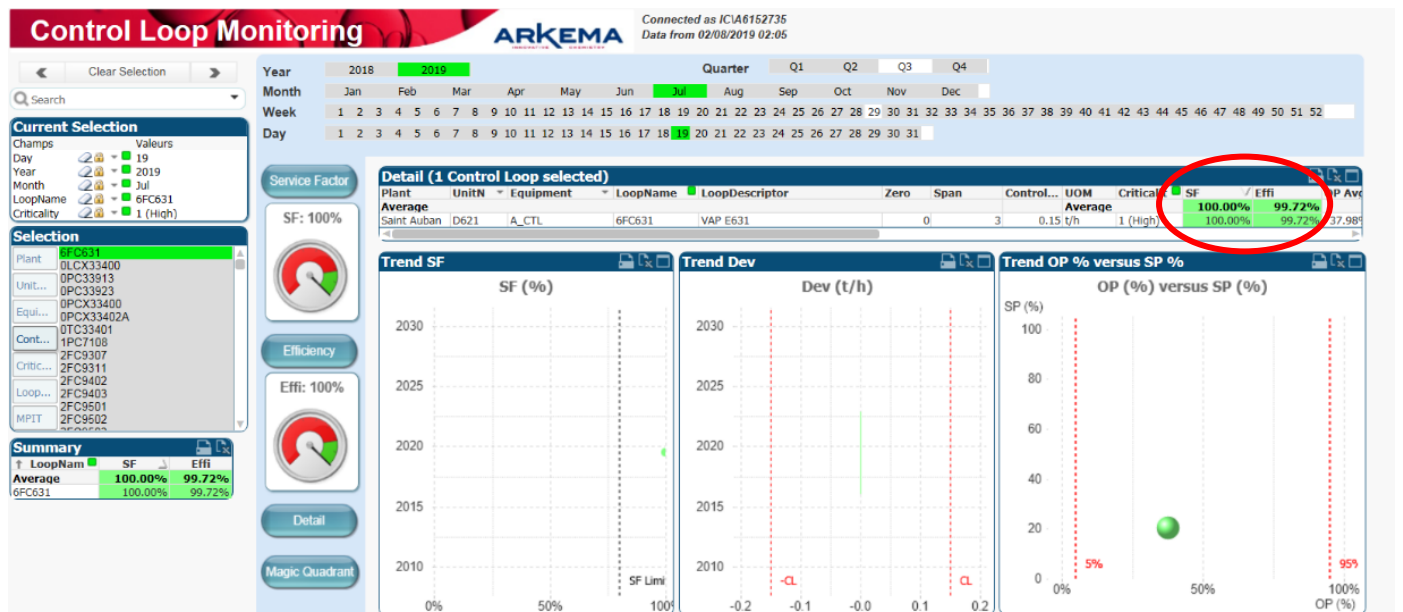 Control Loop Monitoring
ARKEMA
INNOVATIVE CHEMISTRY
Connected as IC\A6152735
Data from 02/08/2019 02:05
Clear Selection
Search
Year 2018 2019 Quarter Q1 Q2 Q3 Q4
Month Jan Feb Mar Apr May Jun Jul Aug Sep Oct Nov Dec
Week 1 2 3 4 5 6 7 8 9 10 11 12 13 14 15 16 17 18 19 20 21 22 23 24 25 26 27 28 29 30 31 32 33 34 35 36 37 38 39 40 41 42 43 44 45 46 47 48 49 50 51 52
Day 1 2 3 4 5 6 7 8 9 10 11 12 13 14 15 16 17 18 19 20 21 22 23 24 25 26 27 28 29 30 31
Current Selection
Champs Valeurs
Day 19
Year 2019
Month Jul
LoopName 6FC631
Criticality 1 (High)
Selection
Plant
Unit...
Equi...
Cont...
Critic...
Loop...
MPIT
6FC631
0LCX33400
0PC33913
0PC33923
0PCX33400
0PCX33402A
0TC33401
1PC7108
2FC9307
2FC9311
2FC9402
2FC9403
2FC9501
2FC9502
Summary
LoopNam SF Effi
Average 100.00% 99.72%
6FC631 100.00% 99.72%
Service Factor
SF: 100%
Efficiency
Effi: 100%
Detail
Magic Quadrant
Detail (1 Control Loop selected)
Plant UnitN Equipment LoopName LoopDescriptor Zero Span Control... UOM Criticalit SF Effi OP Avg
Average Average 100.00% 99.72%
Saint Auban D621 A_CTL 6FC631 VAP E631 0 3 0.15 t/h 1 (High) 100.00% 99.72% 37.98%
Trend SF
SF (%)
2030
2025
2020
2015
2010
SF Limi
0% 50% 100%
Trend Dev
Dev (t/h)
2030
2025
2020
2015
2010
-CL CL
-0.2 -0.1 -0.0 0.1 0.2
Trend OP % versus SP %
OP (%) versus SP (%)
SP (%)
100
80
60
40
20
0
5% 95%
0% 50% 100%
OP (%)